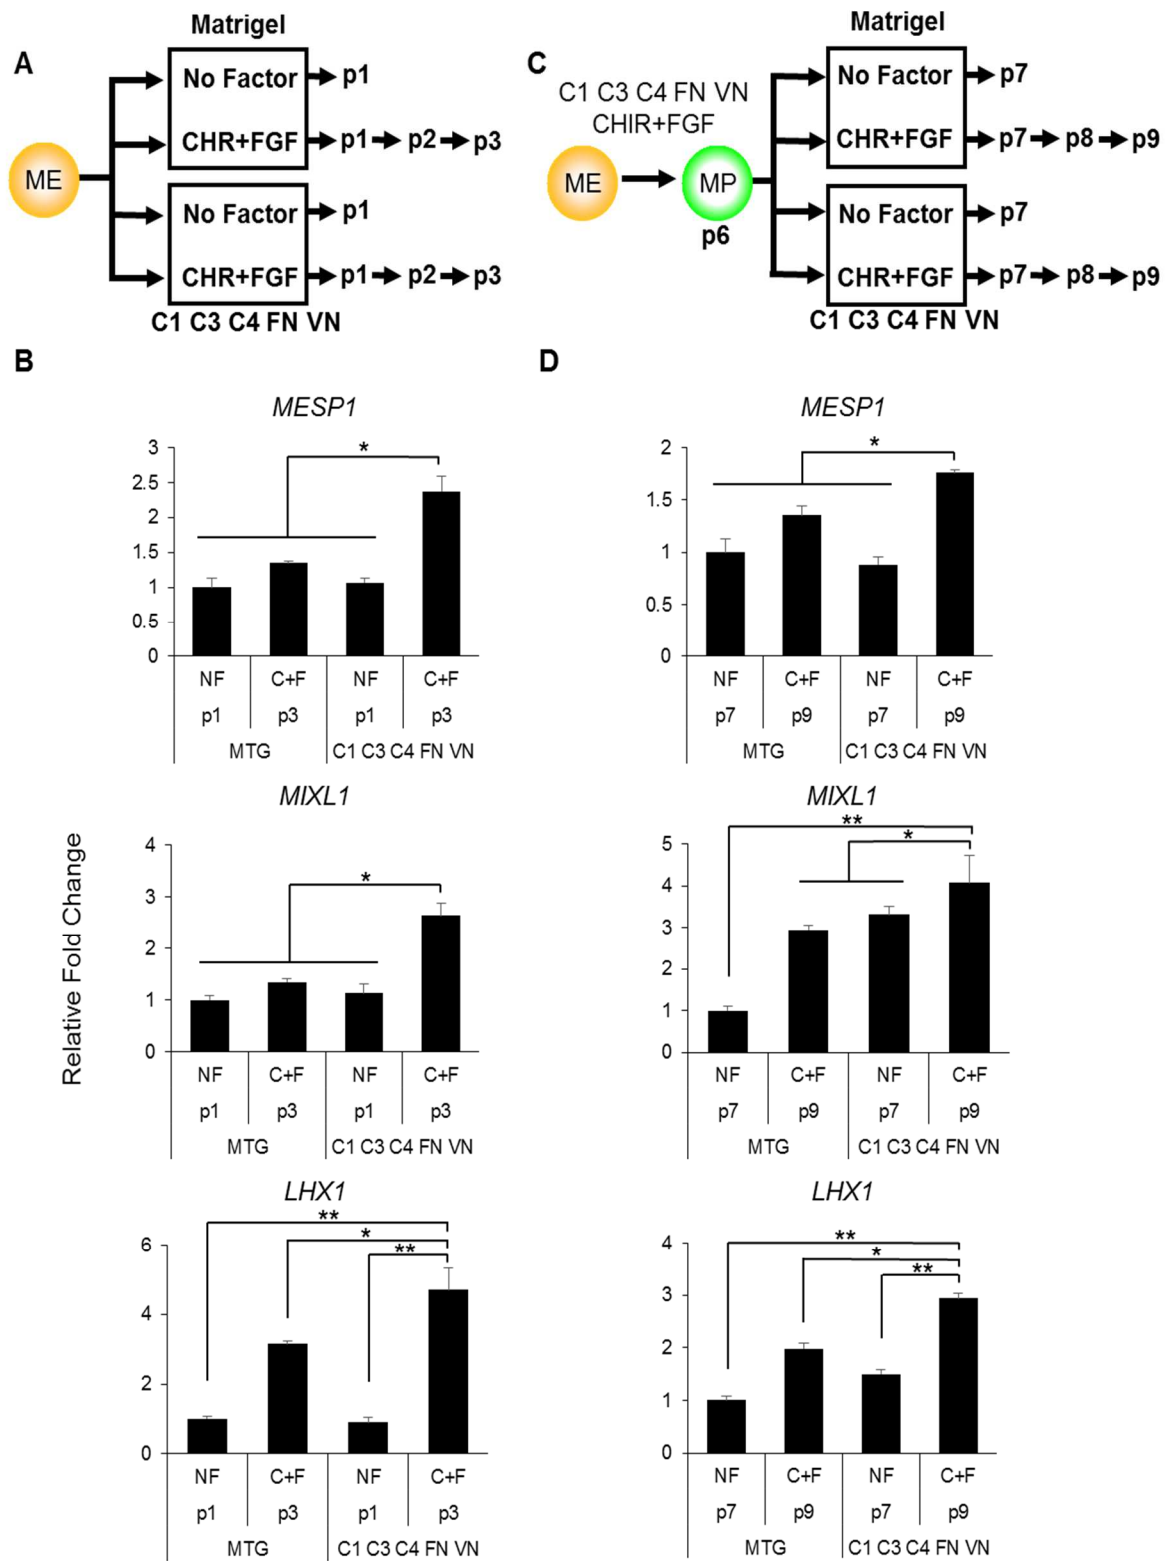 A
Matrigel
No Factor
p1
CHR+FGF
p1
p2
p3
ME
No Factor
p1
CHR+FGF
p1
p2
p3
C1 C3 C4 FN VN
C
Matrigel
C1 C3 C4 FN VN
CHIR+FGF
ME
MP
p6
No Factor
p7
CHR+FGF
p7
p8
p9
No Factor
p7
CHR+FGF
p7
p8
p9
C1 C3 C4 FN VN
B
Relative Fold Change
MESP1
*
3
2.5
2
1.5
1
0.5
0
NF C+F NF C+F
p1 p3 p1 p3
MTG C1 C3 C4 FN VN
MIXL1
*
4
3
2
1
0
NF C+F NF C+F
p1 p3 p1 p3
MTG C1 C3 C4 FN VN
LHX1
**
*
**
6
4
2
0
NF C+F NF C+F
p1 p3 p1 p3
MTG C1 C3 C4 FN VN
D
MESP1
*
2
1.5
1
0.5
0
NF C+F NF C+F
p7 p9 p7 p9
MTG C1 C3 C4 FN VN
MIXL1
**
*
5
4
3
2
1
0
NF C+F NF C+F
p7 p9 p7 p9
MTG C1 C3 C4 FN VN
LHX1
**
*
**
4
3
2
1
0
NF C+F NF C+F
p7 p9 p7 p9
MTG C1 C3 C4 FN VN